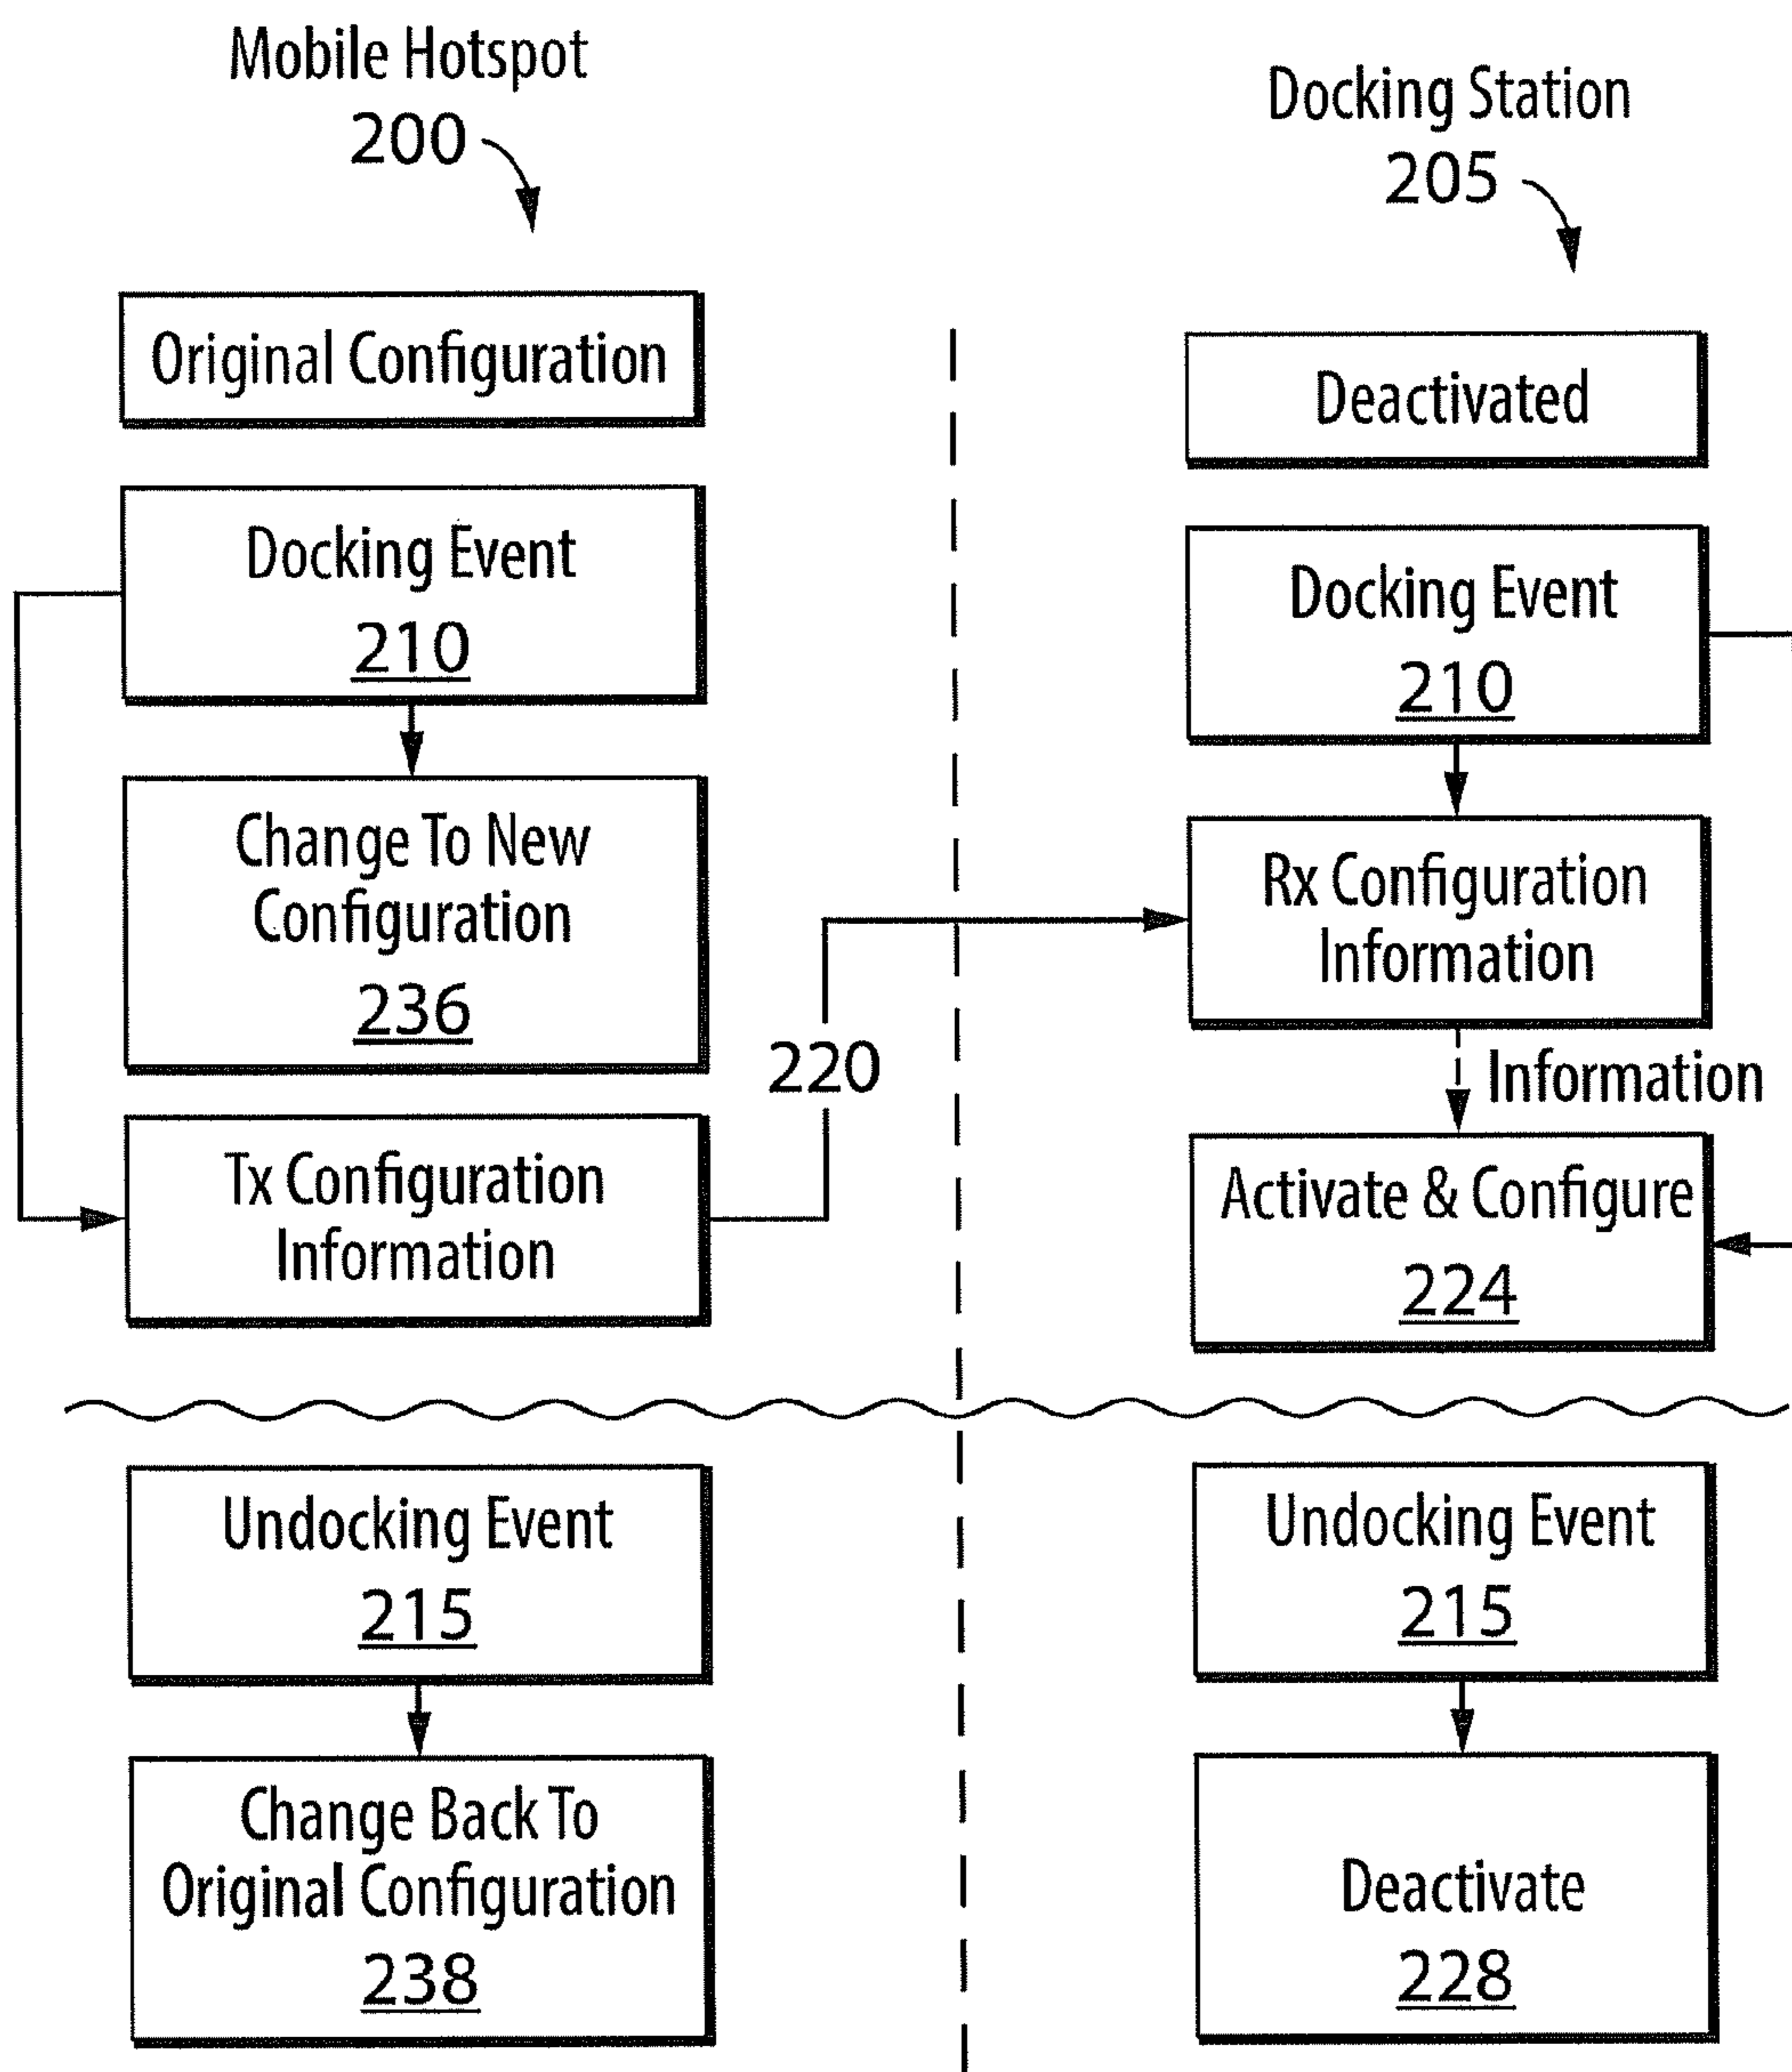 Mobile Hotspot
200
Original Configuration
Docking Event
210
Change To New
Configuration
236
Tx Configuration
Information
220
Undocking Event
215
Change Back To
Original Configuration
238
Docking Station
205
Deactivated
Docking Event
210
Rx Configuration
Information
Information
Activate & Configure
224
Undocking Event
215
Deactivate
228